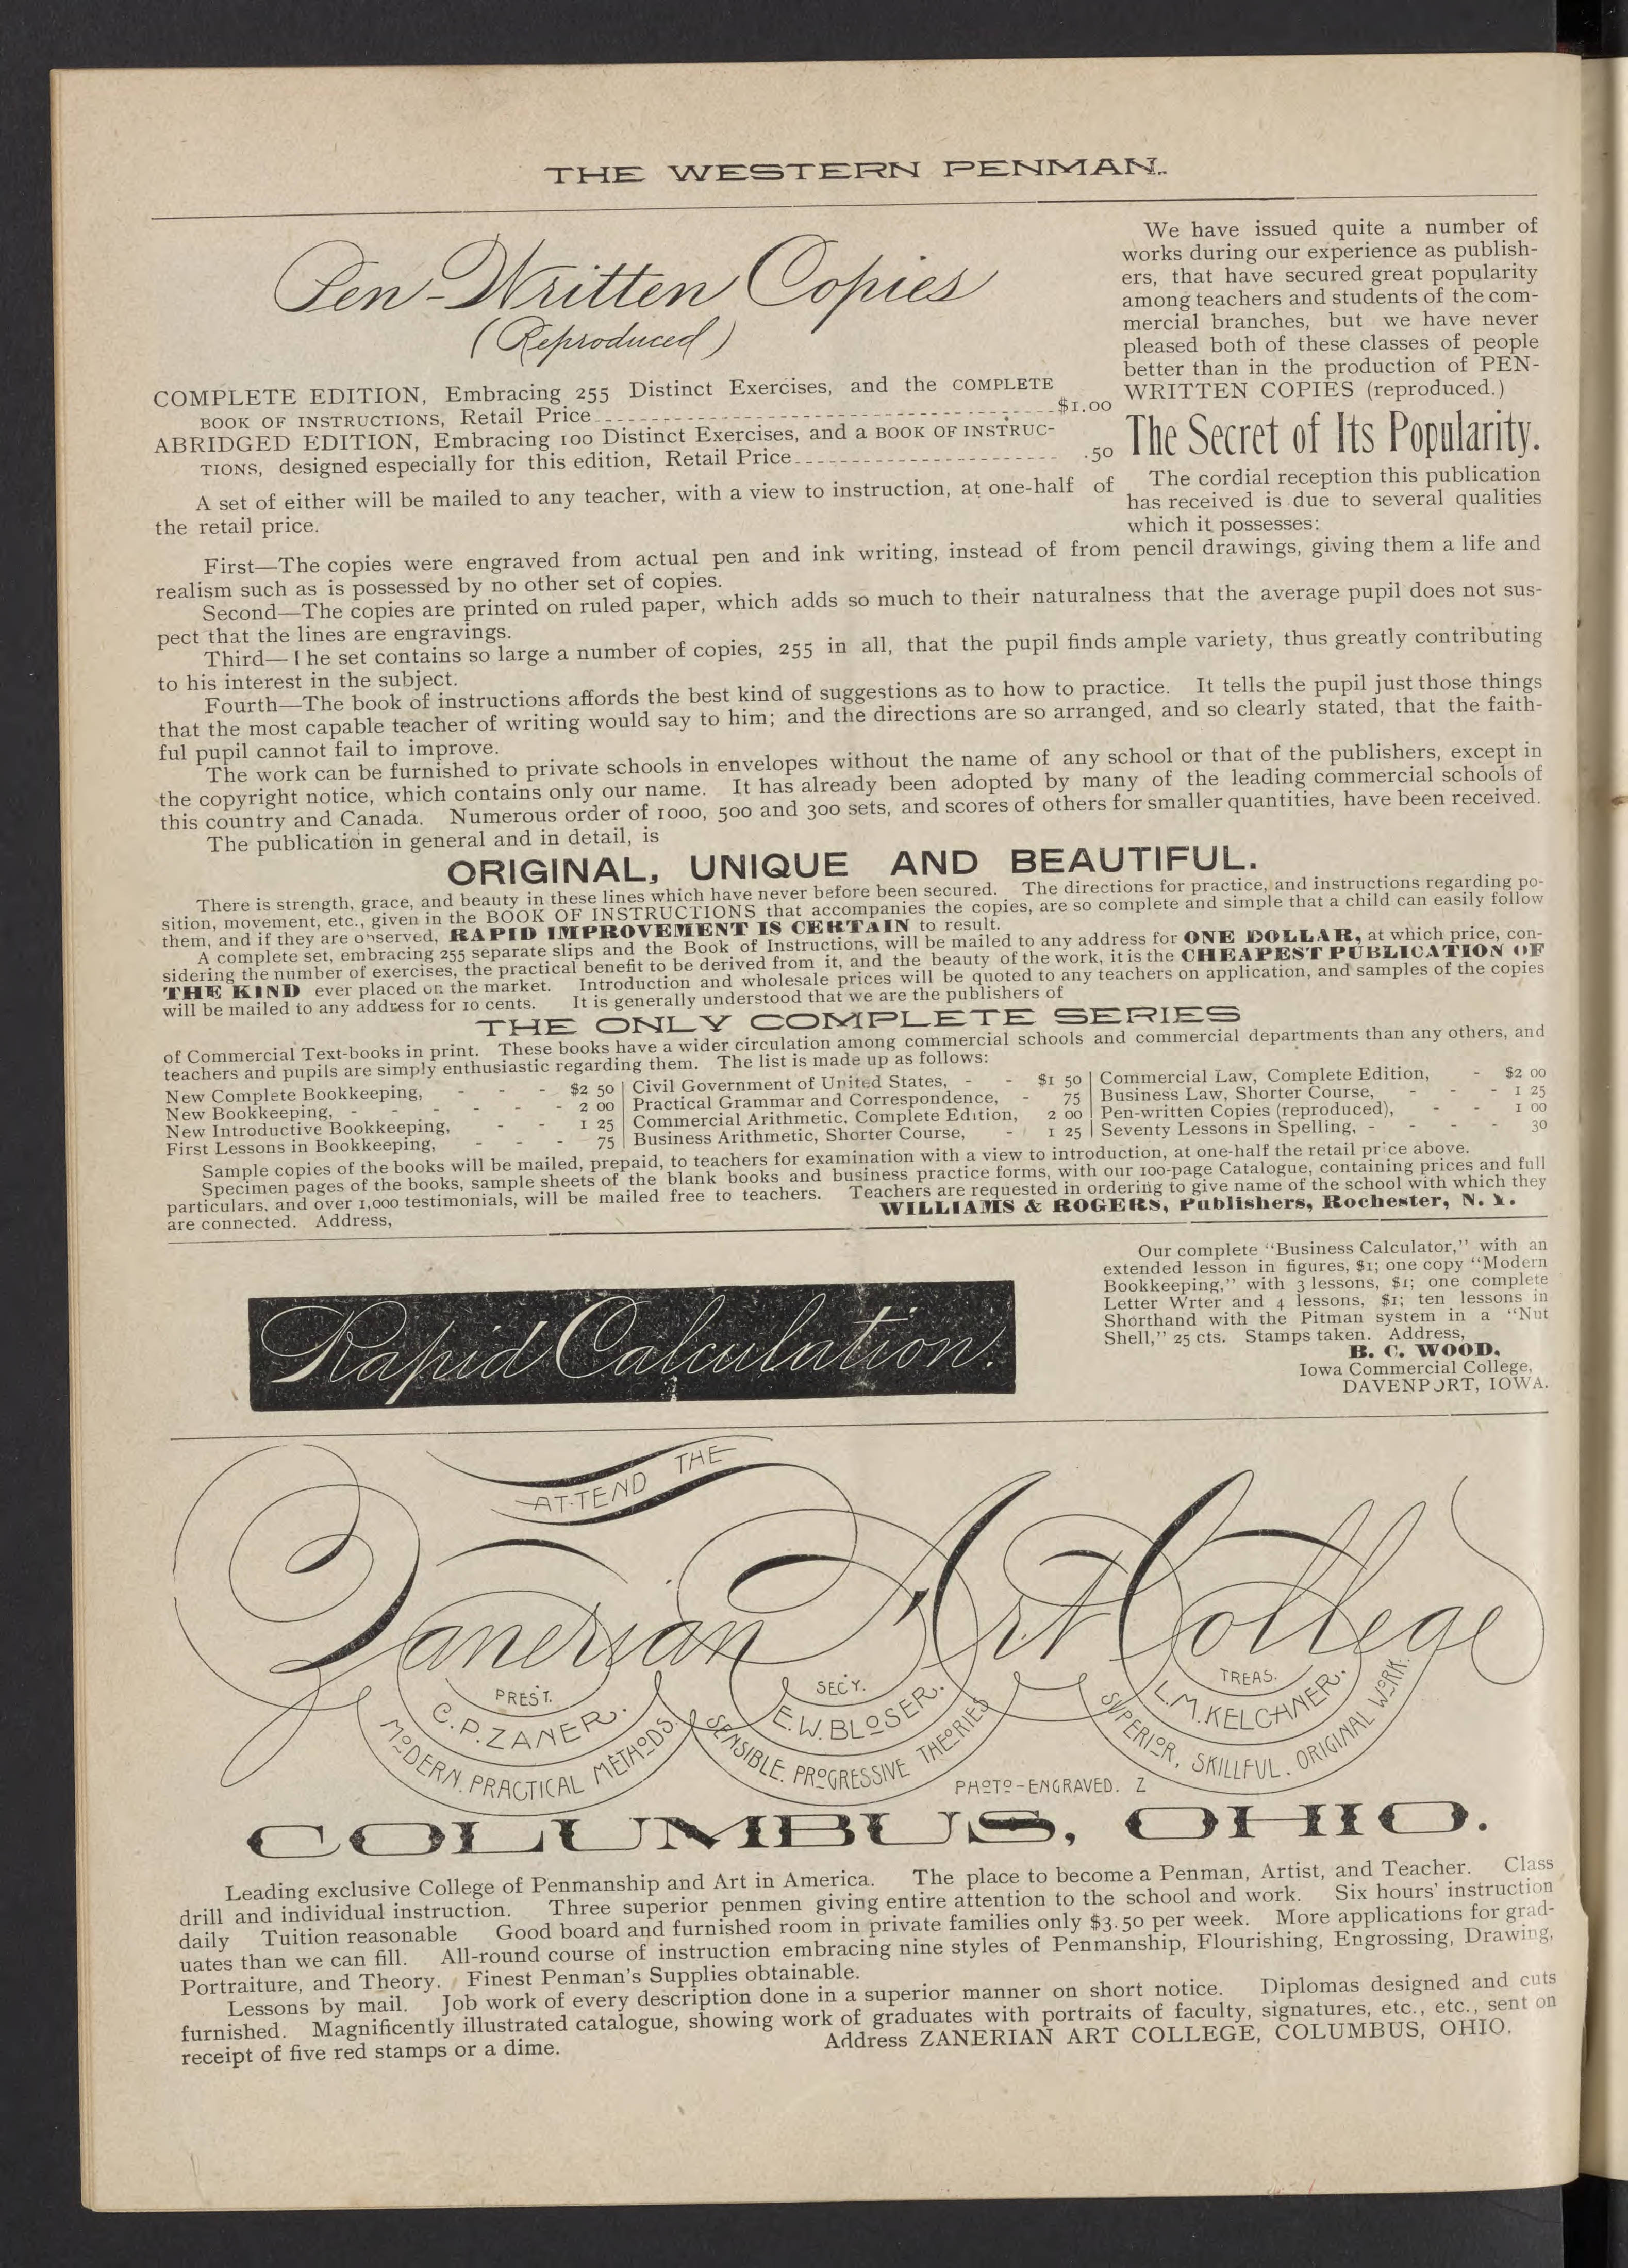 THE WESTERN PENMAN.
Pen-Written Copies
(Reproduced)
COMPLETE EDITION, Embracing 255 Distinct Exercises, and the COMPLETE
BOOK OF INSTRUCTIONS, Retail Price $1.00
ABRIDGED EDITION, Embracing 100 Distinct Exercises, and a BOOK OF INSTRUC-
TIONS, designed especially for this edition, Retail Price .50
A set of either will be mailed to any teacher, with a view to instruction, at one-half of
the retail price.
We have issued quite a number of
works during our experience as publish-
ers, that have secured great popularity
among teachers and students of the com-
mercial branches, but we have never
pleased both of these classes of people
better than in the production of PEN-
WRITTEN COPIES (reproduced.)
The Secret of Its Popularity.
The cordial reception this publication
has received is due to several qualities
which it possesses:
First—The copies were engraved from actual pen and ink writing, instead of from pencil drawings, giving them a life and
realism such as is possessed by no other set of copies.
Second—The copies are printed on ruled paper, which adds so much to their naturalness that the average pupil does not sus-
pect that the lines are engravings.
Third—The set contains so large a number of copies, 255 in all, that the pupil finds ample variety, thus greatly contributing
to his interest in the subject.
Fourth—The book of instructions affords the best kind of suggestions as to how to practice. It tells the pupil just those things
that the most capable teacher of writing would say to him; and the directions are so arranged, and so clearly stated, that the faith-
ful pupil cannot fail to improve.
The work can be furnished to private schools in envelopes without the name of any school or that of the publishers, except in
the copyright notice, which contains only our name. It has already been adopted by many of the leading commercial schools of
this country and Canada. Numerous order of 1000, 500 and 300 sets, and scores of others for smaller quantities, have been received.
The publication in general and in detail, is
ORIGINAL, UNIQUE AND BEAUTIFUL.
There is strength, grace, and beauty in these lines which have never before been secured. The directions for practice, and instructions regarding po-
sition, movement, etc., given in the BOOK OF INSTRUCTIONS that accompanies the copies, are so complete and simple that a child can easily follow
them, and if they are observed, RAPID IMPROVEMENT IS CERTAIN to result.
A complete set, embracing 255 separate slips and the Book of Instructions, will be mailed to any address for ONE DOLLAR, at which price, con-
sidering the number of exercises, the practical benefit to be derived from it, and the beauty of the work, it is the CHEAPEST PUBLICATION OF
THE KIND ever placed on the market. Introduction and wholesale prices will be quoted to any teachers on application, and samples of the copies
will be mailed to any address for 10 cents. It is generally understood that we are the publishers of
THE ONLY COMPLETE SERIES
of Commercial Text-books in print. These books have a wider circulation among commercial schools and commercial departments than any others, and
teachers and pupils are simply enthusiastic regarding them. The list is made up as follows:
New Complete Bookkeeping, - - - $2 50
New Bookkeeping, - - - - - - 2 00
New Introductive Bookkeeping, - - 1 25
First Lessons in Bookkeeping, - - - 75
Civil Government of United States, - - $1 50
Practical Grammar and Correspondence, - 75
Commercial Arithmetic, Complete Edition, 2 00
Business Arithmetic, Shorter Course, - 1 25
Commercial Law, Complete Edition, - $2 00
Business Law, Shorter Course, - - - 1 25
Pen-written Copies (reproduced), - - 1 00
Seventy Lessons in Spelling, - - - - 30
Sample copies of the books will be mailed, prepaid, to teachers for examination with a view to introduction, at one-half the retail price above.
Specimen pages of the books, sample sheets of the blank books and business practice forms, with our 100-page Catalogue, containing prices and full
particulars, and over 1,000 testimonials, will be mailed free to teachers. Teachers are requested in ordering to give name of the school with which they
are connected. Address, WILLIAMS & ROGERS, Publishers, Rochester, N. Y.
Rapid Calculation.
Our complete "Business Calculator," with an
extended lesson in figures, $1; one copy "Modern
Bookkeeping," with 3 lessons, $1; one complete
Letter Wrter and 4 lessons, $1; ten lessons in
Shorthand with the Pitman system in a "Nut
Shell," 25 cts. Stamps taken. Address,
B. C. WOOD,
Iowa Commercial College,
DAVENPORT, IOWA.
AT-TEND THE
Zanerian Art College
PRES'T.
C. P. ZANER.
MODERN. PRACTICAL METHODS.
SEC'Y.
E. W. BLOSER.
SENSIBLE. PROGRESSIVE THEORIES
TREAS.
L. M. KELCHNER.
SUPERIOR, SKILLFUL. ORIGINAL WORK.
PHOTO-ENGRAVED. Z
COLUMBUS, OHIO.
Leading exclusive College of Penmanship and Art in America. The place to become a Penman, Artist, and Teacher. Class
drill and individual instruction. Three superior penmen giving entire attention to the school and work. Six hours' instruction
daily Tuition reasonable Good board and furnished room in private families only $3.50 per week. More applications for grad-
uates than we can fill. All-round course of instruction embracing nine styles of Penmanship, Flourishing, Engrossing, Drawing,
Portraiture, and Theory. Finest Penman's Supplies obtainable.
Lessons by mail. Job work of every description done in a superior manner on short notice. Diplomas designed and cuts
furnished. Magnificently illustrated catalogue, showing work of graduates with portraits of faculty, signatures, etc., etc., sent on
receipt of five red stamps or a dime. Address ZANERIAN ART COLLEGE, COLUMBUS, OHIO.